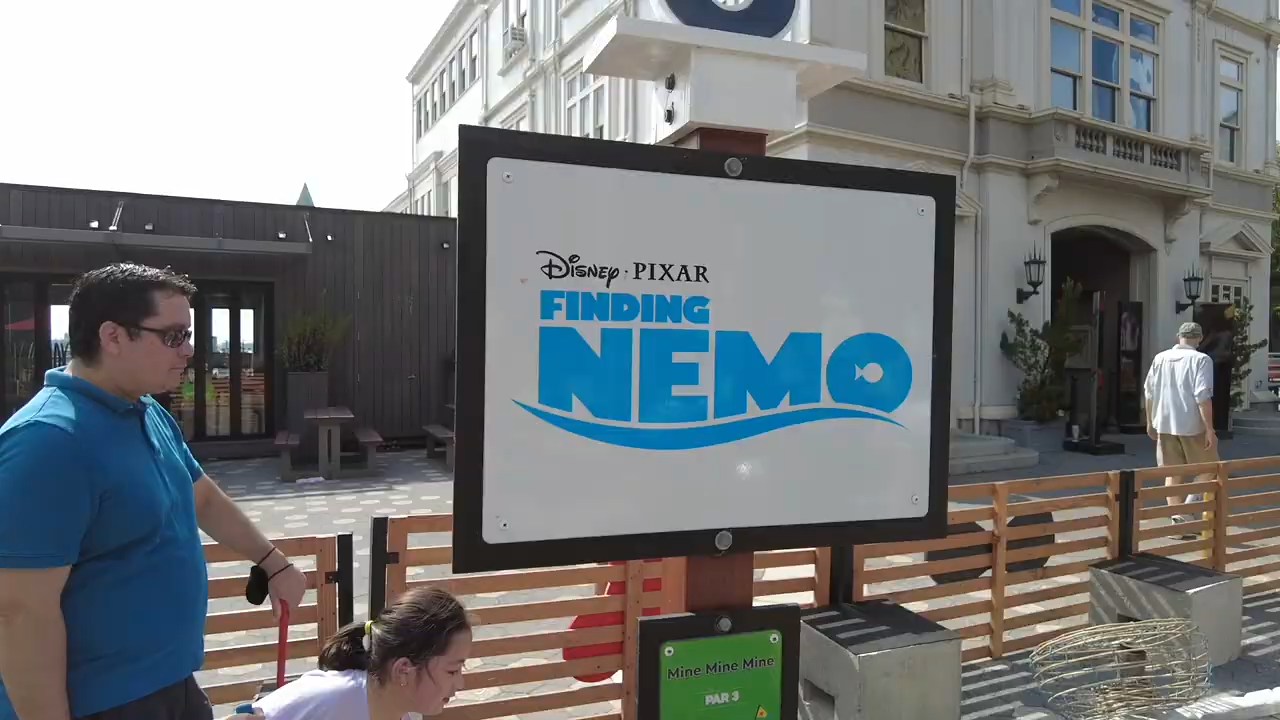 Disney · PIXAR
FINDING
NEMO
Mine Mine Mine
PAR 3